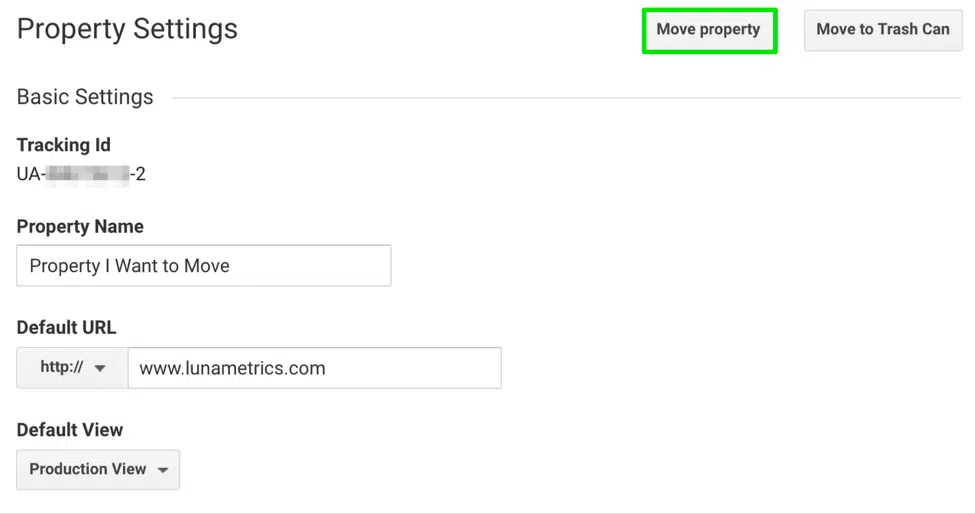 Property Settings
Move property
Move to Trash Can
Basic Settings
Tracking Id
UA- -2
Property Name
Property I Want to Move
Default URL
http://
www.lunametrics.com
Default View
Production View